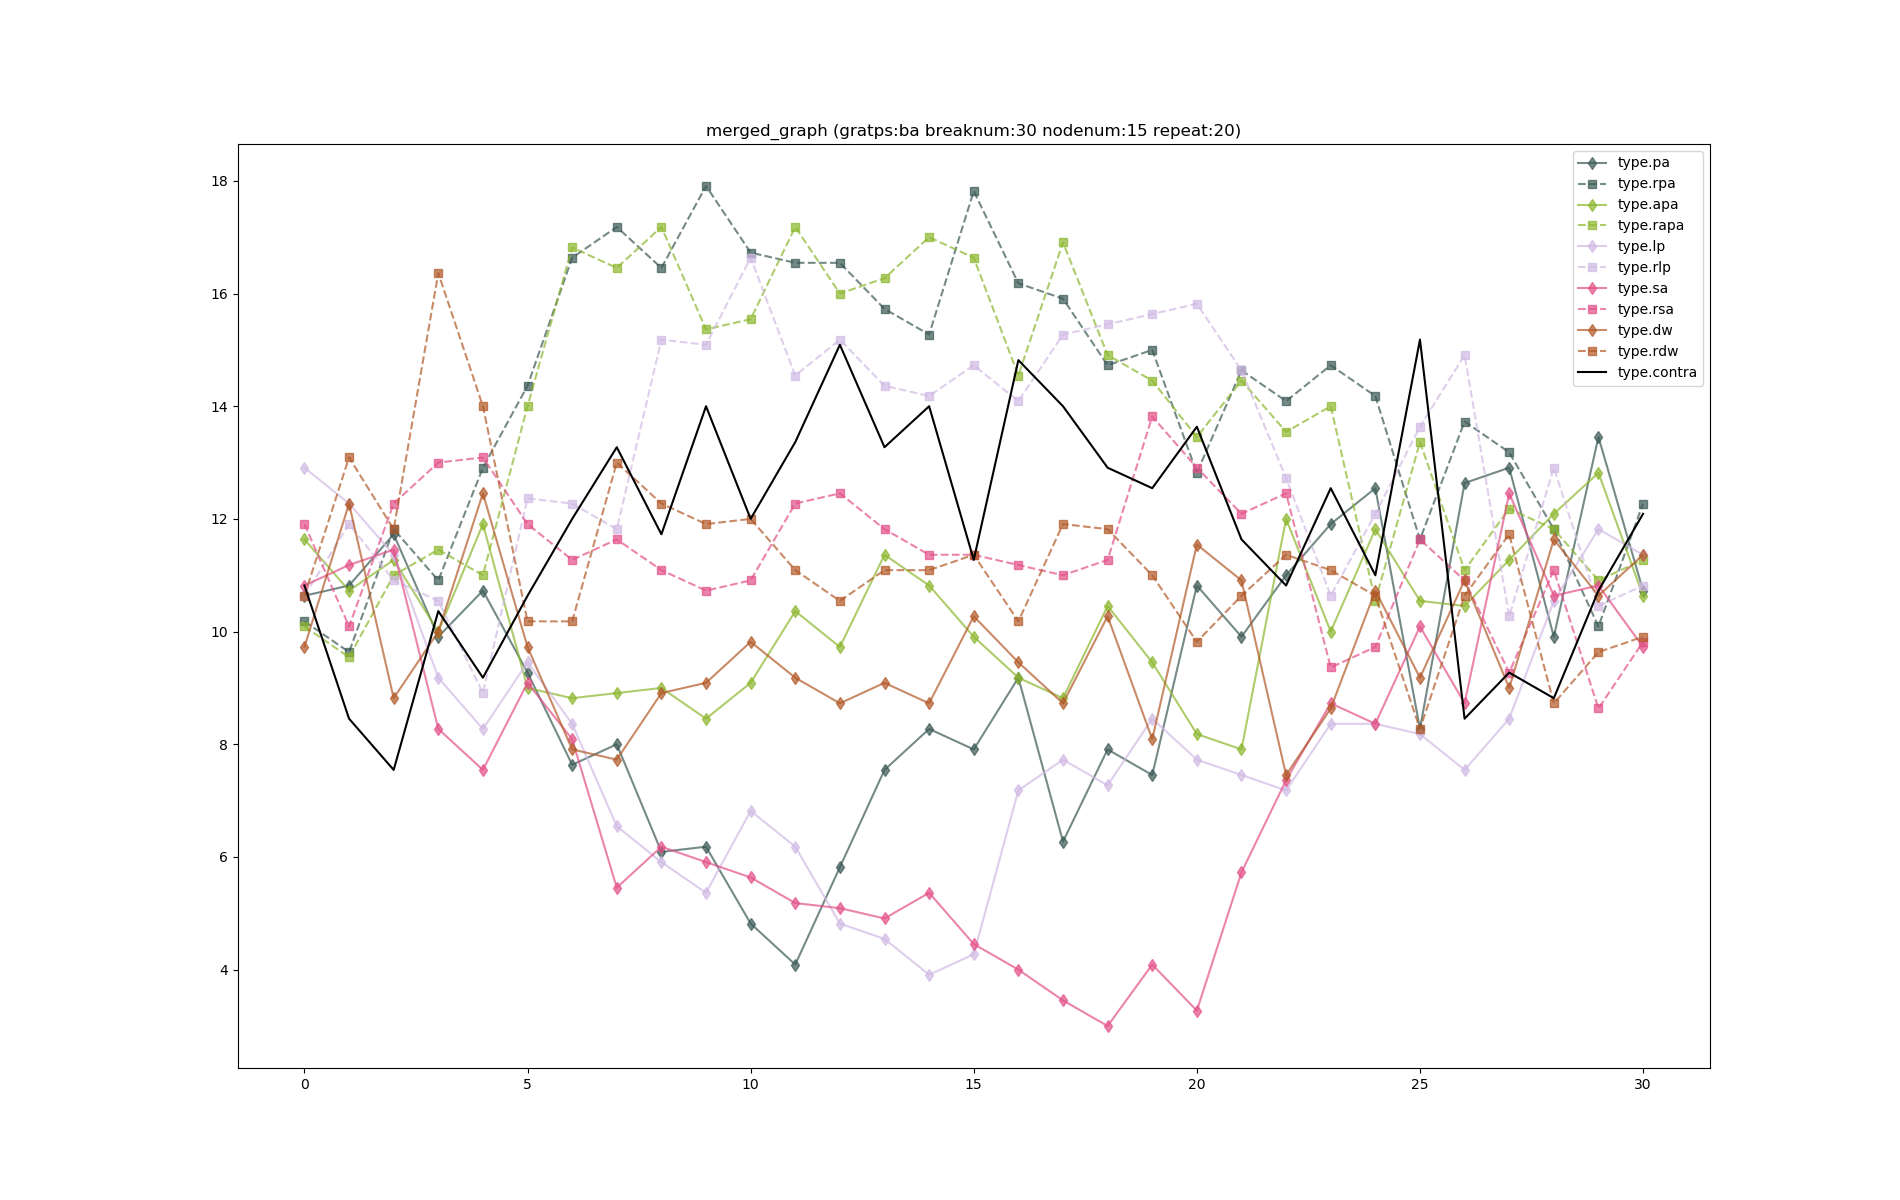 merged_graph (gratps:ba breaknum:30 nodenum:15 repeat:20)
18
16
14
12
10
8
6
4
type.pa
type.rpa
type.apa
type.rapa
type.lp
type.rlp
type.sa
type.rsa
type.dw
type.rdw
type.contra
0 5 10 15 20 25 30